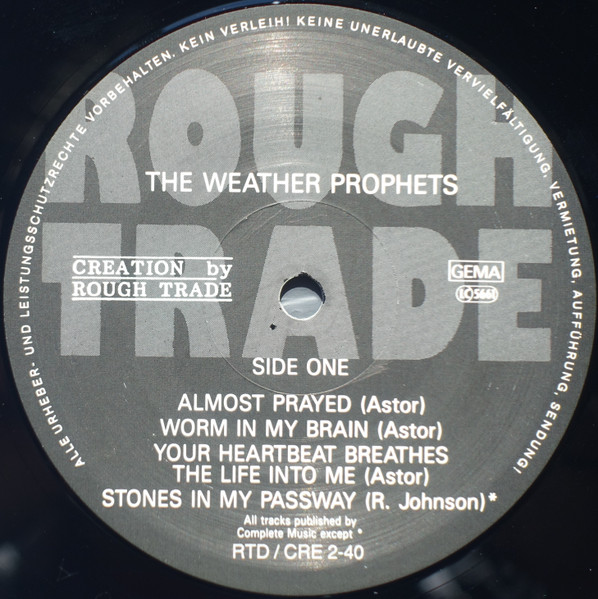 ALLE URHEBER- UND LEISTUNGSSCHUTZRECHTE VORBEHALTEN. KEIN VERLEIH! KEINE UNERLAUBTE VERVIELFÄLTIGUNG, VERMIETUNG, AUFFÜHRUNG, SENDUNG!
ROUGH
TRADE
THE WEATHER PROPHETS
CREATION by
ROUGH TRADE
GEMA
LC 5661
SIDE ONE
ALMOST PRAYED (Astor)
WORM IN MY BRAIN (Astor)
YOUR HEARTBEAT BREATHES
THE LIFE INTO ME (Astor)
STONES IN MY PASSWAY (R. Johnson)*
All tracks published by
Complete Music except *
RTD / CRE 2-40